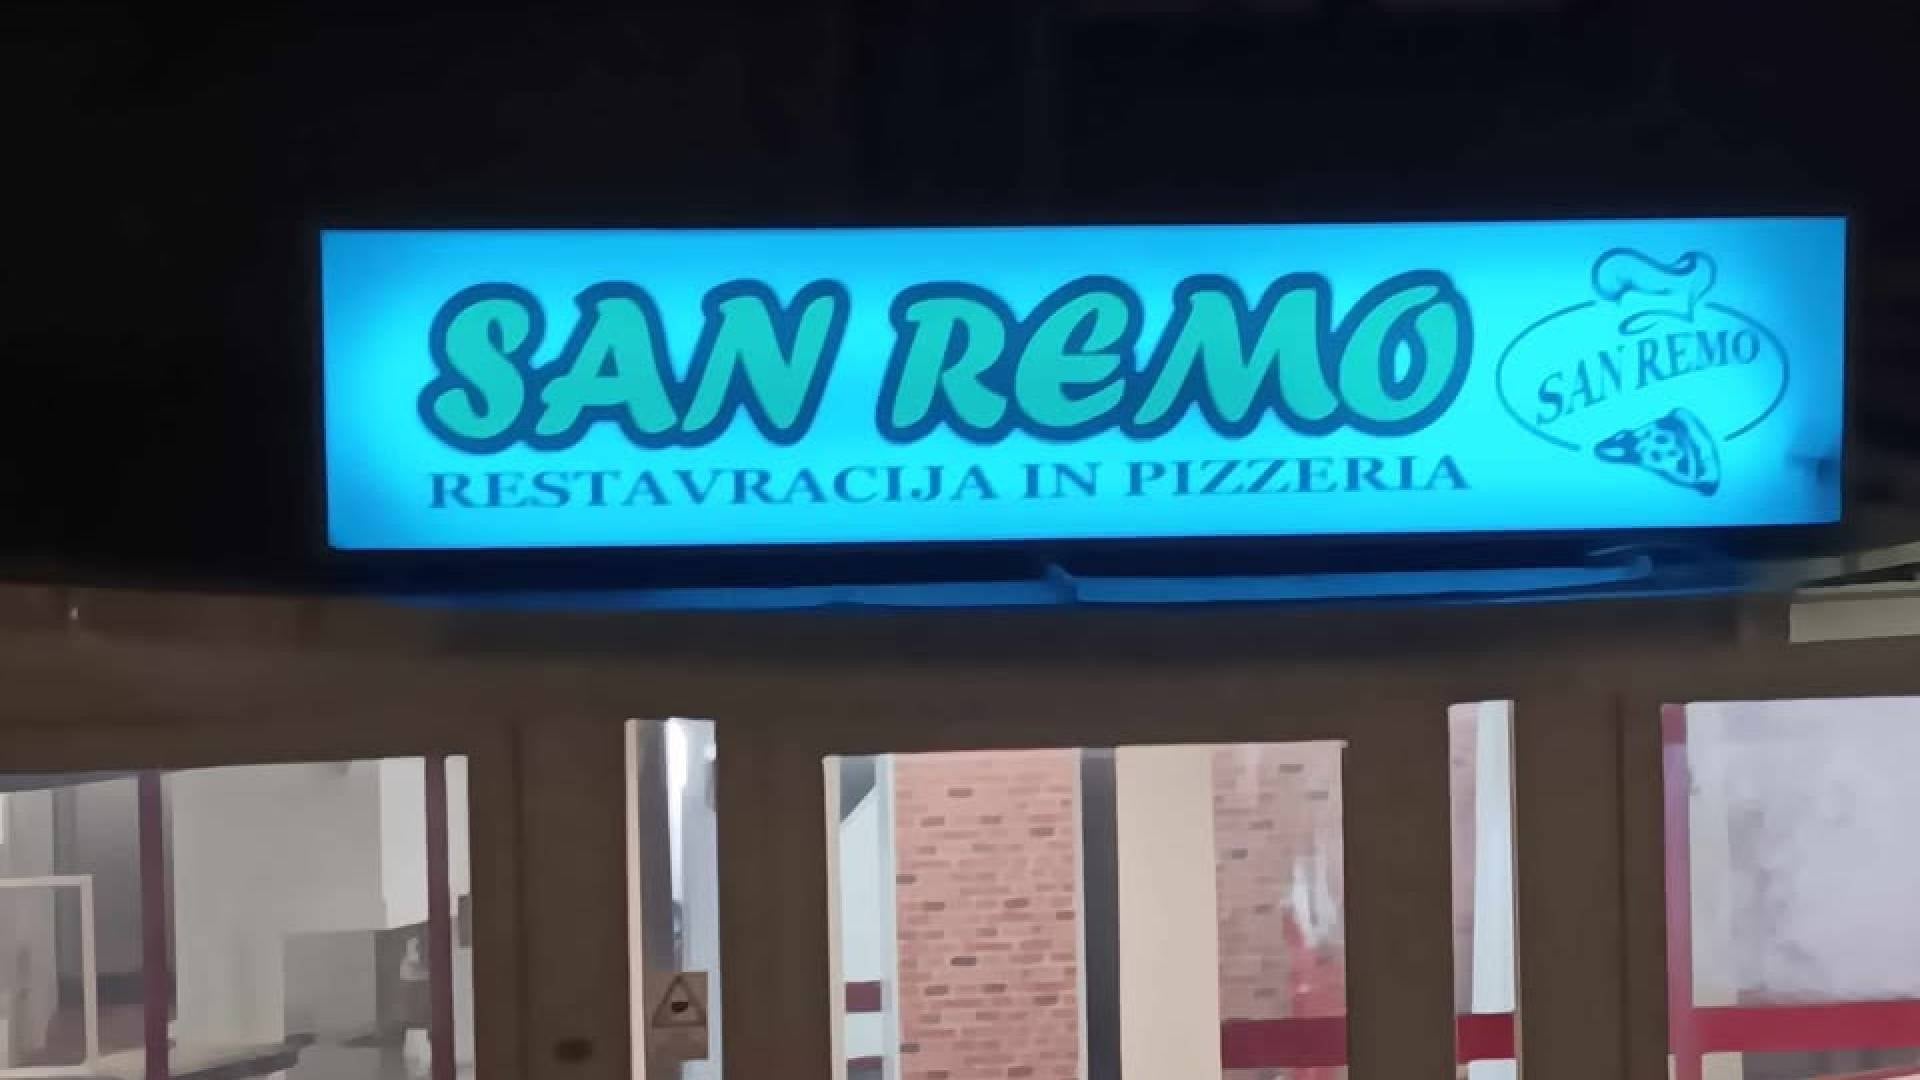 SAN REMO
RESTAVRACIJA IN PIZZERIA
SAN REMO